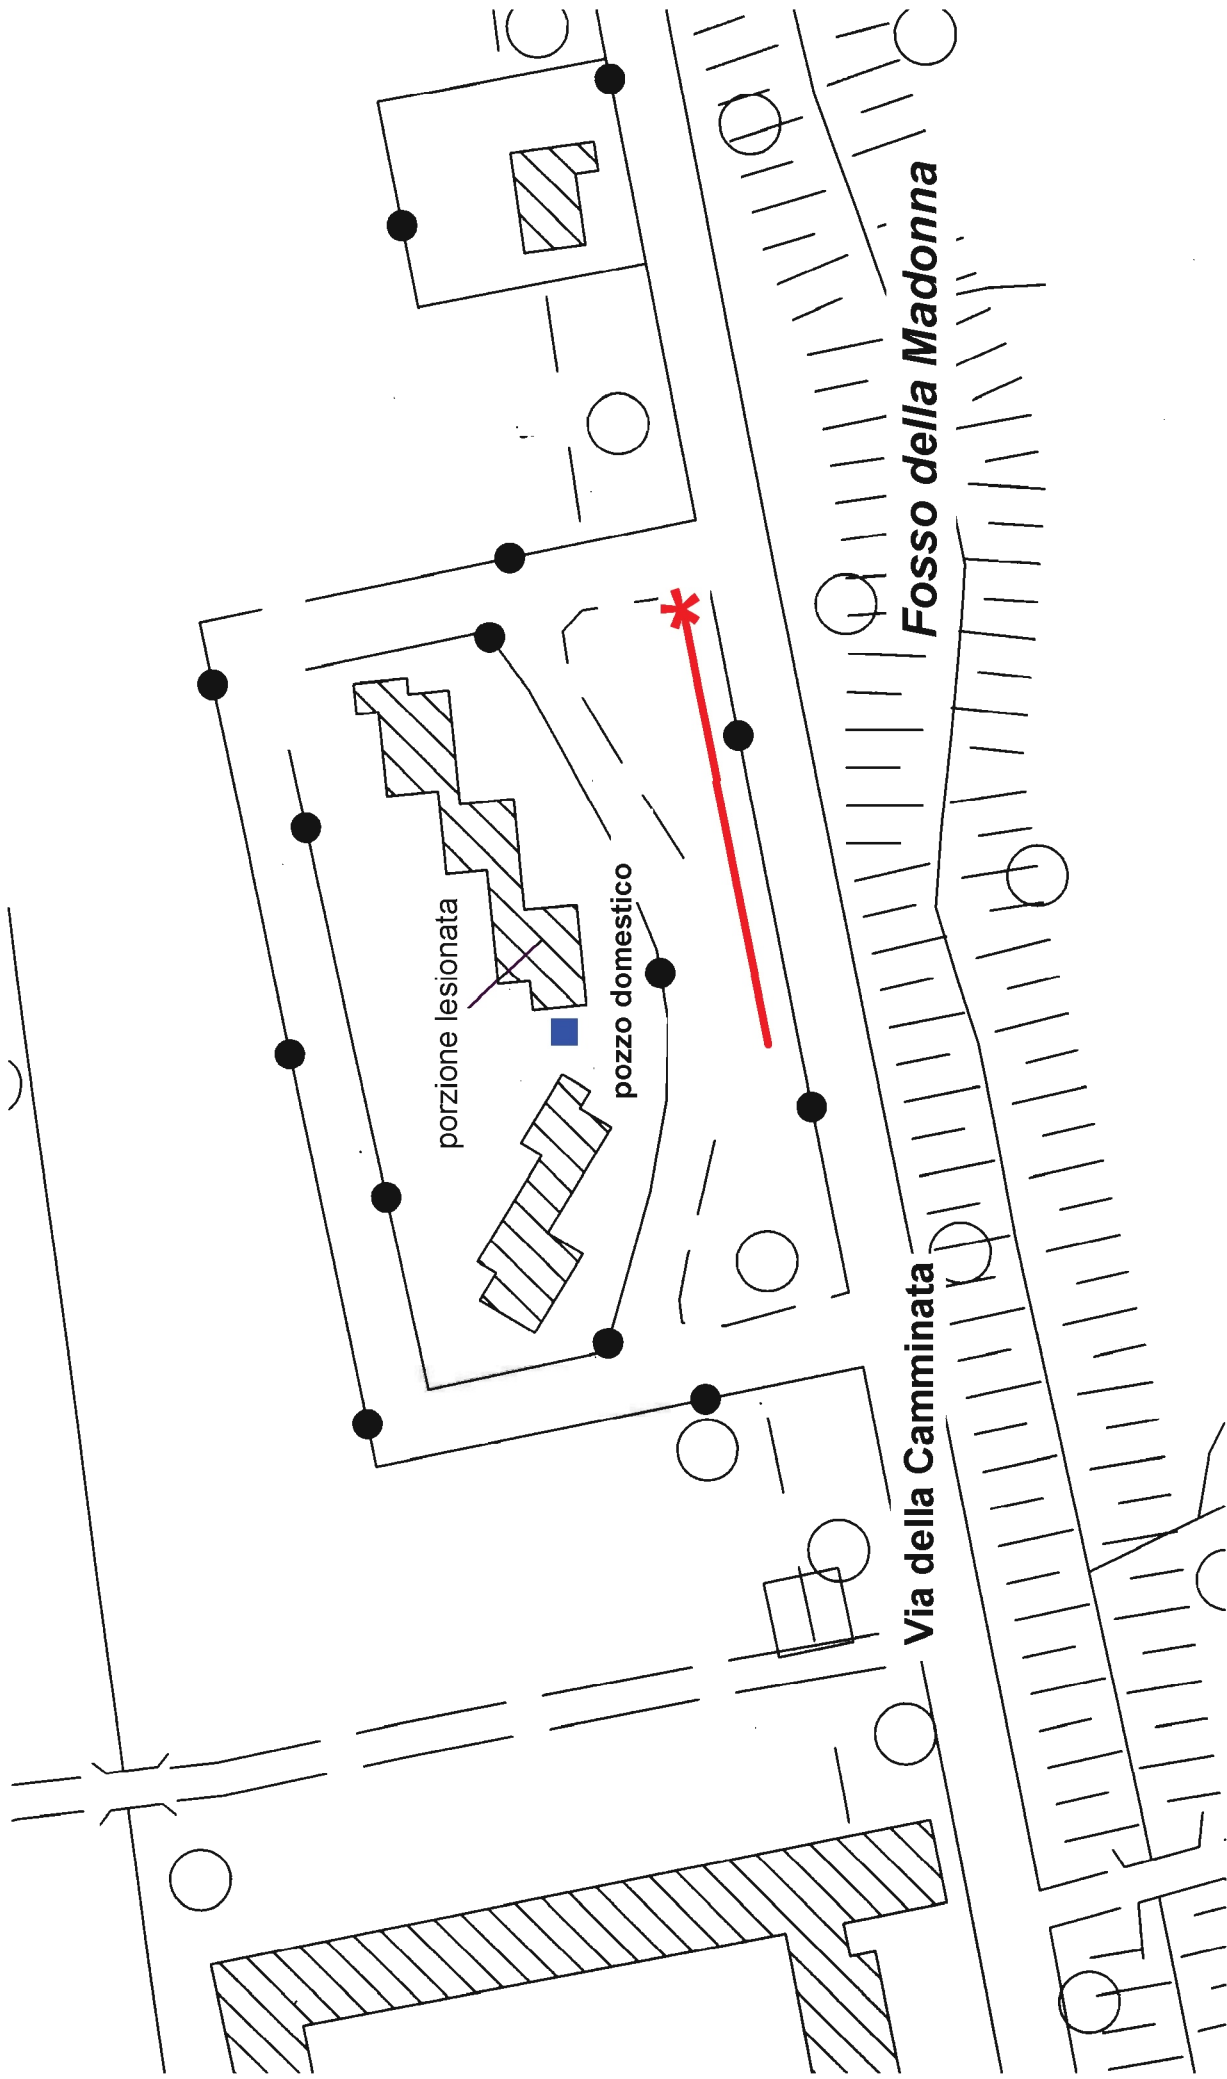 porzione lesionata
pozzo domestico
Via della Camminata
Fosso della Madonna